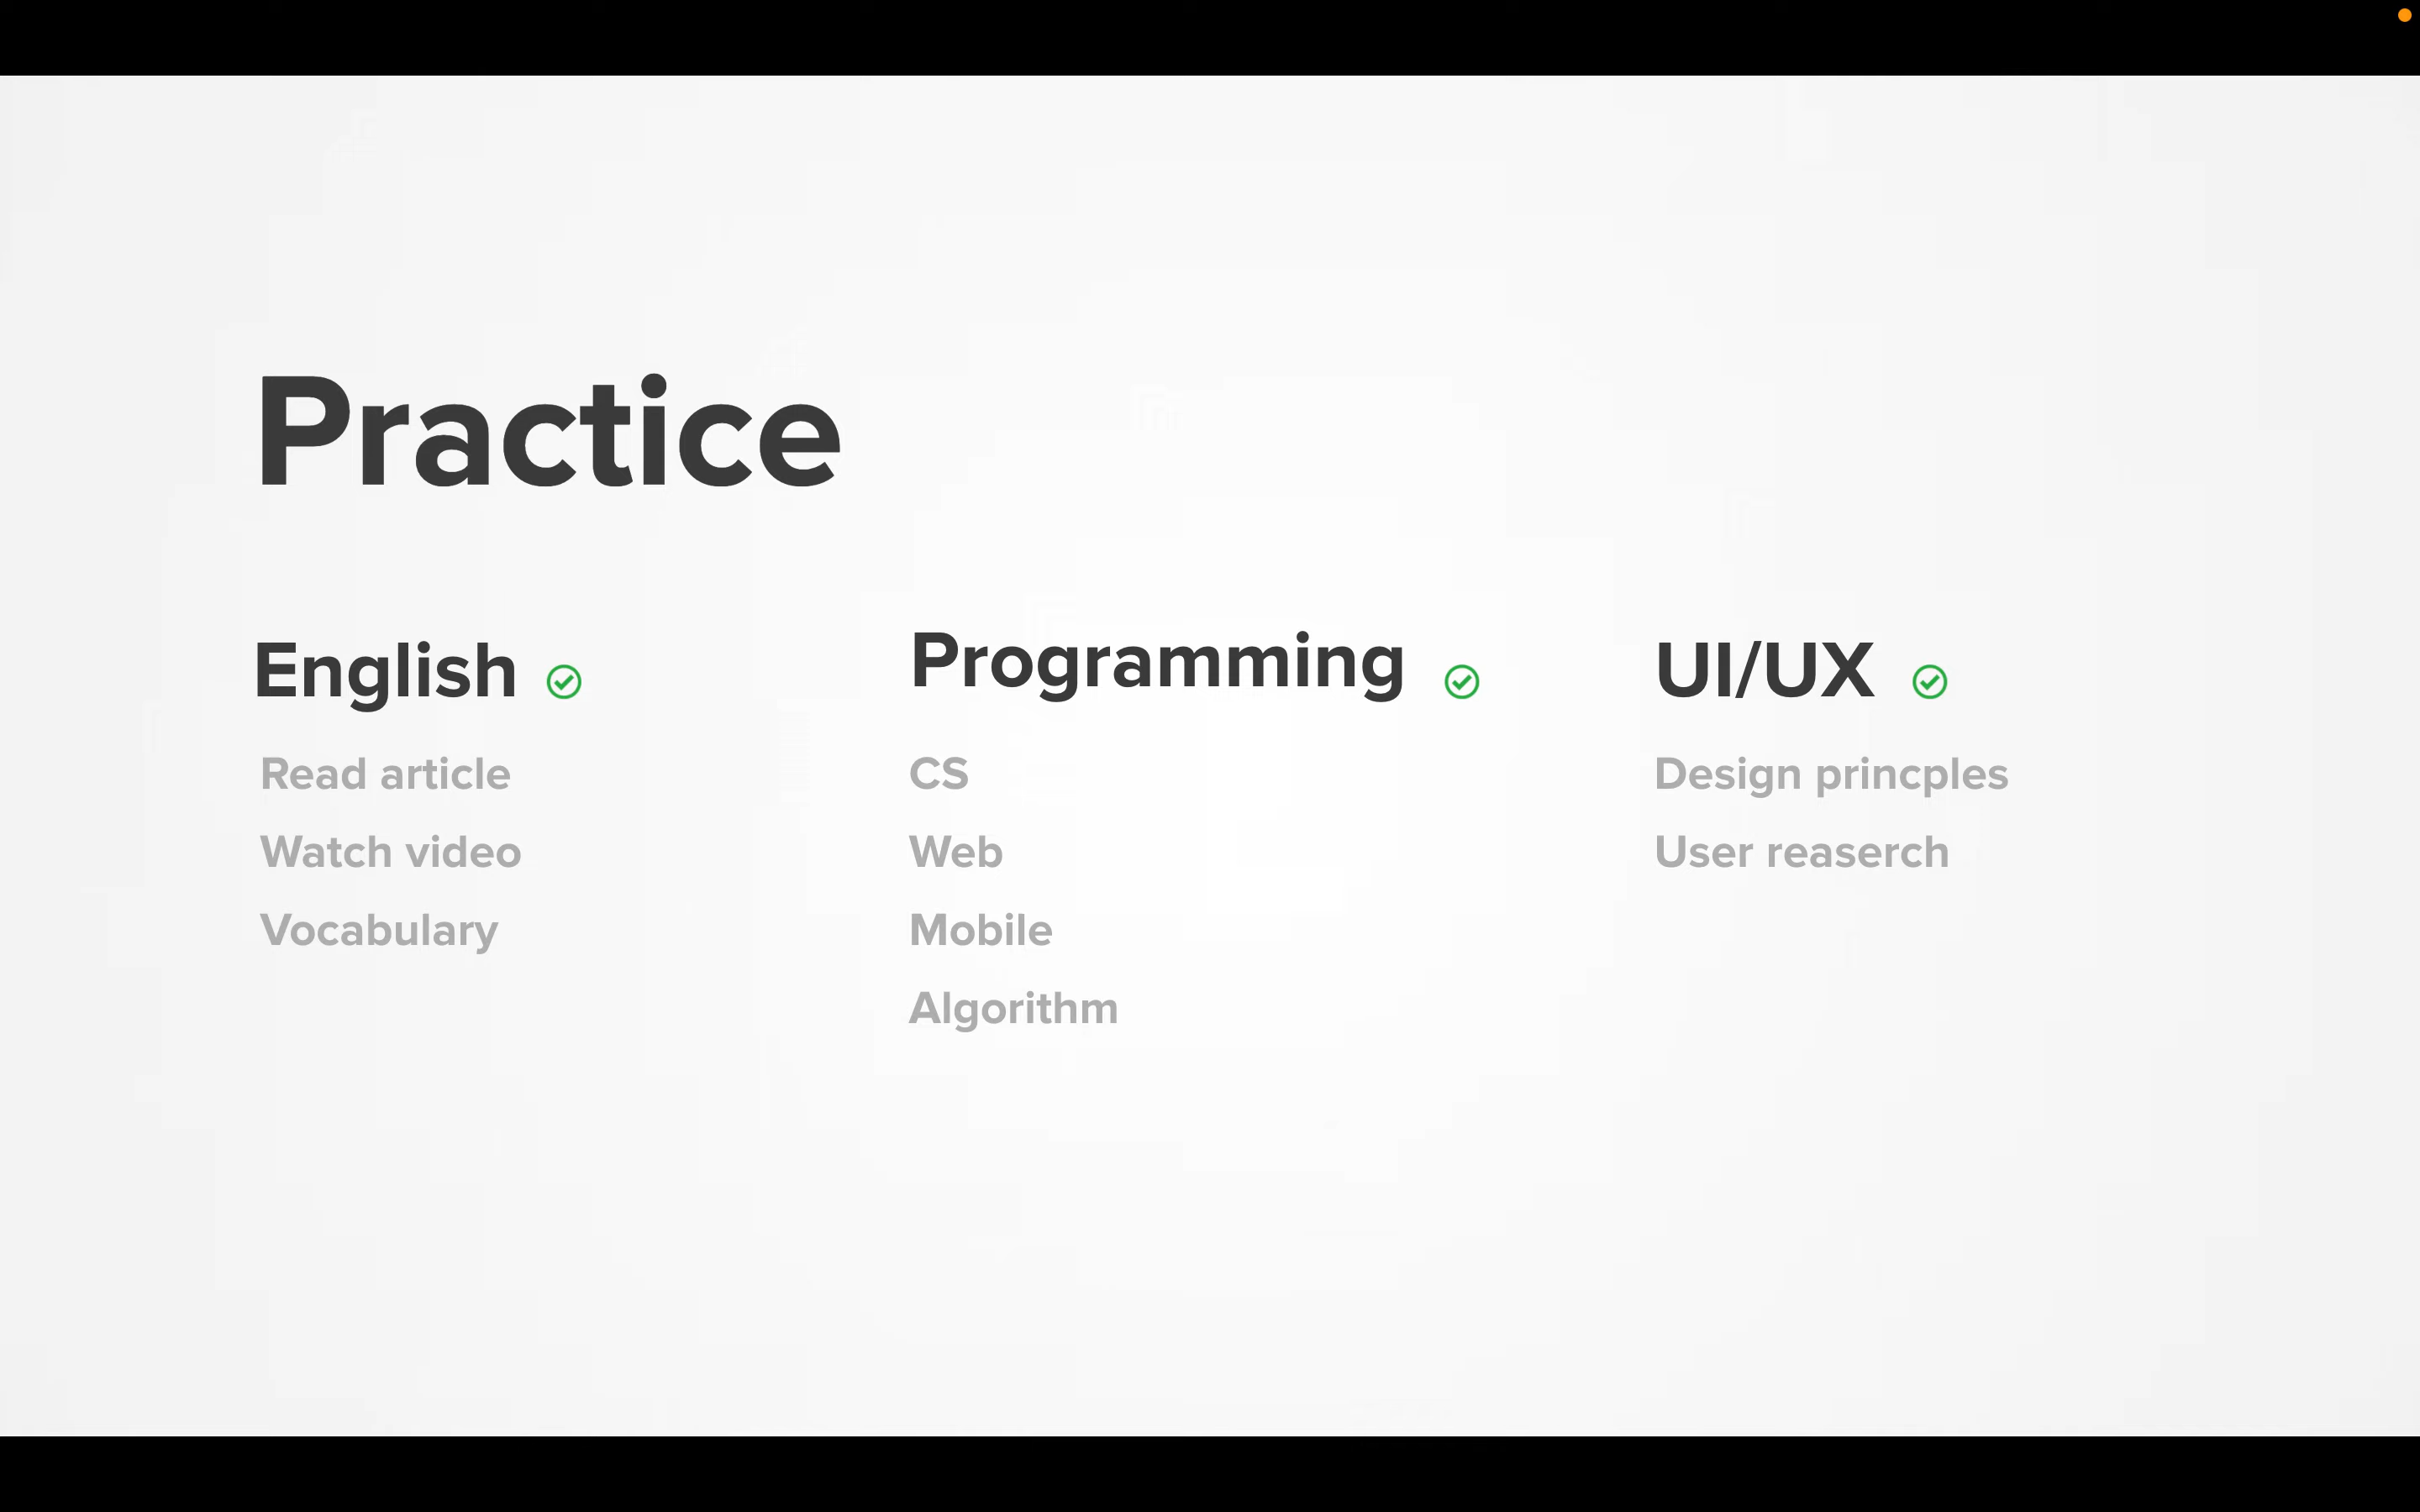 Practice
English
Read article
Watch video
Vocabulary
Programming
CS
Web
Mobile
Algorithm
UI/UX
Design princples
User reaserch